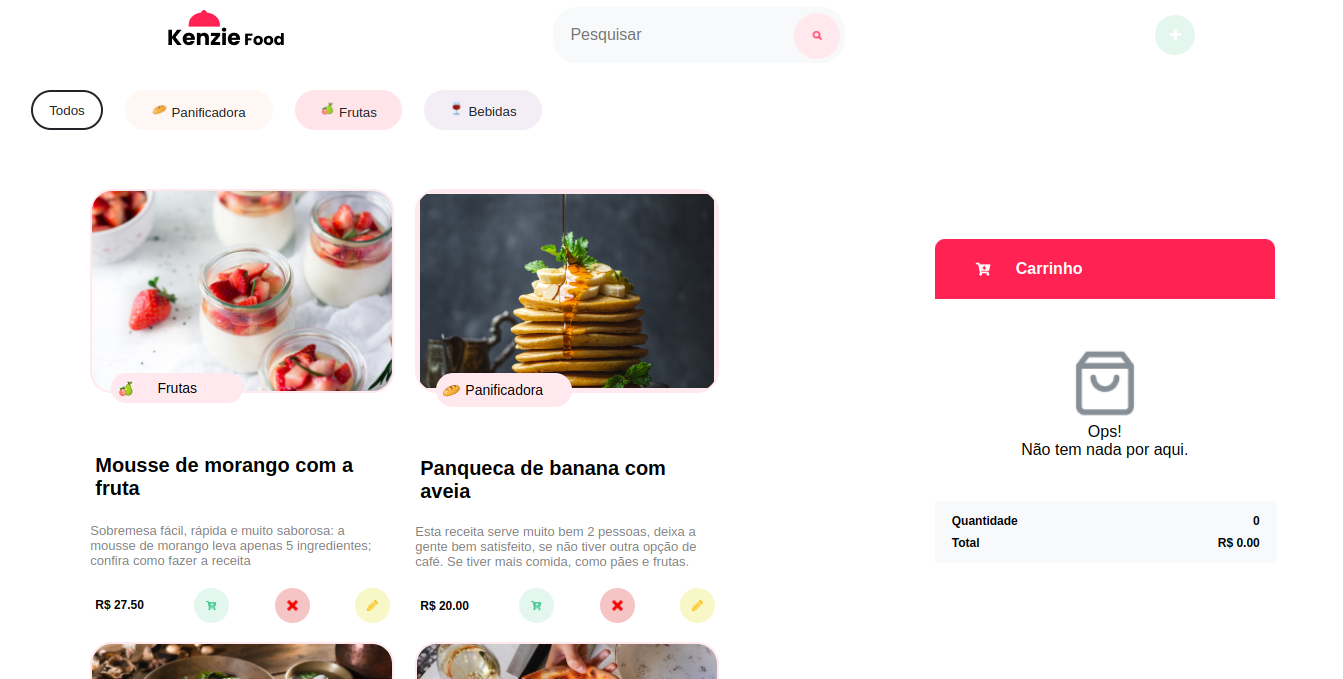 Kenzie Food
Pesquisar
Todos
Panificadora
Frutas
Bebidas
Frutas
Mousse de morango com a
fruta
Sobremesa fácil, rápida e muito saborosa: a
mousse de morango leva apenas 5 ingredientes;
confira como fazer a receita
R$ 27.50
Panificadora
Panqueca de banana com
aveia
Esta receita serve muito bem 2 pessoas, deixa a
gente bem satisfeito, se não tiver outra opção de
café. Se tiver mais comida, como pães e frutas.
R$ 20.00
Carrinho
Ops!
Não tem nada por aqui.
Quantidade 0
Total R$ 0.00